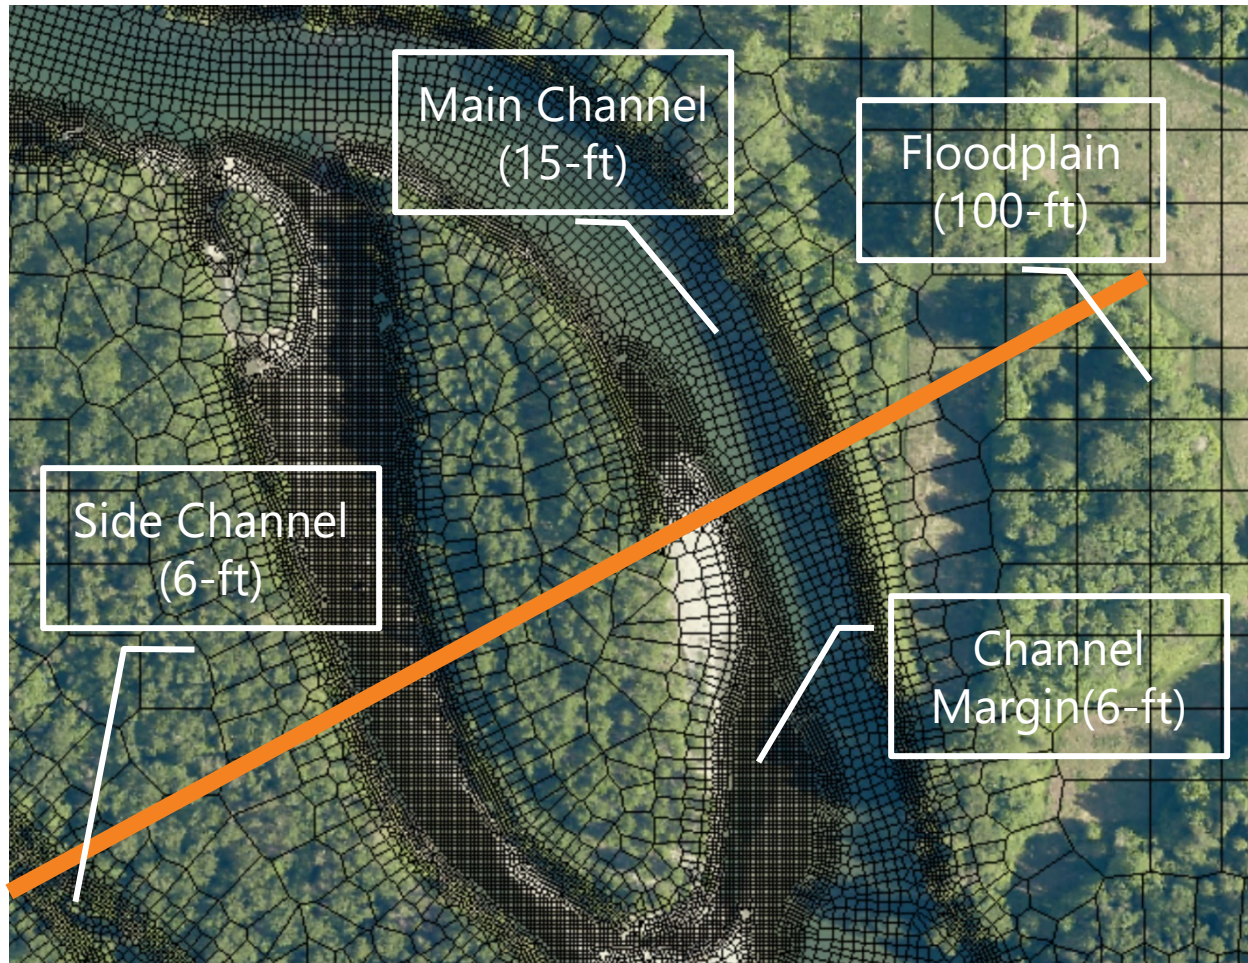 Main Channel
(15-ft)
Floodplain
(100-ft)
Side Channel
(6-ft)
Channel
Margin(6-ft)